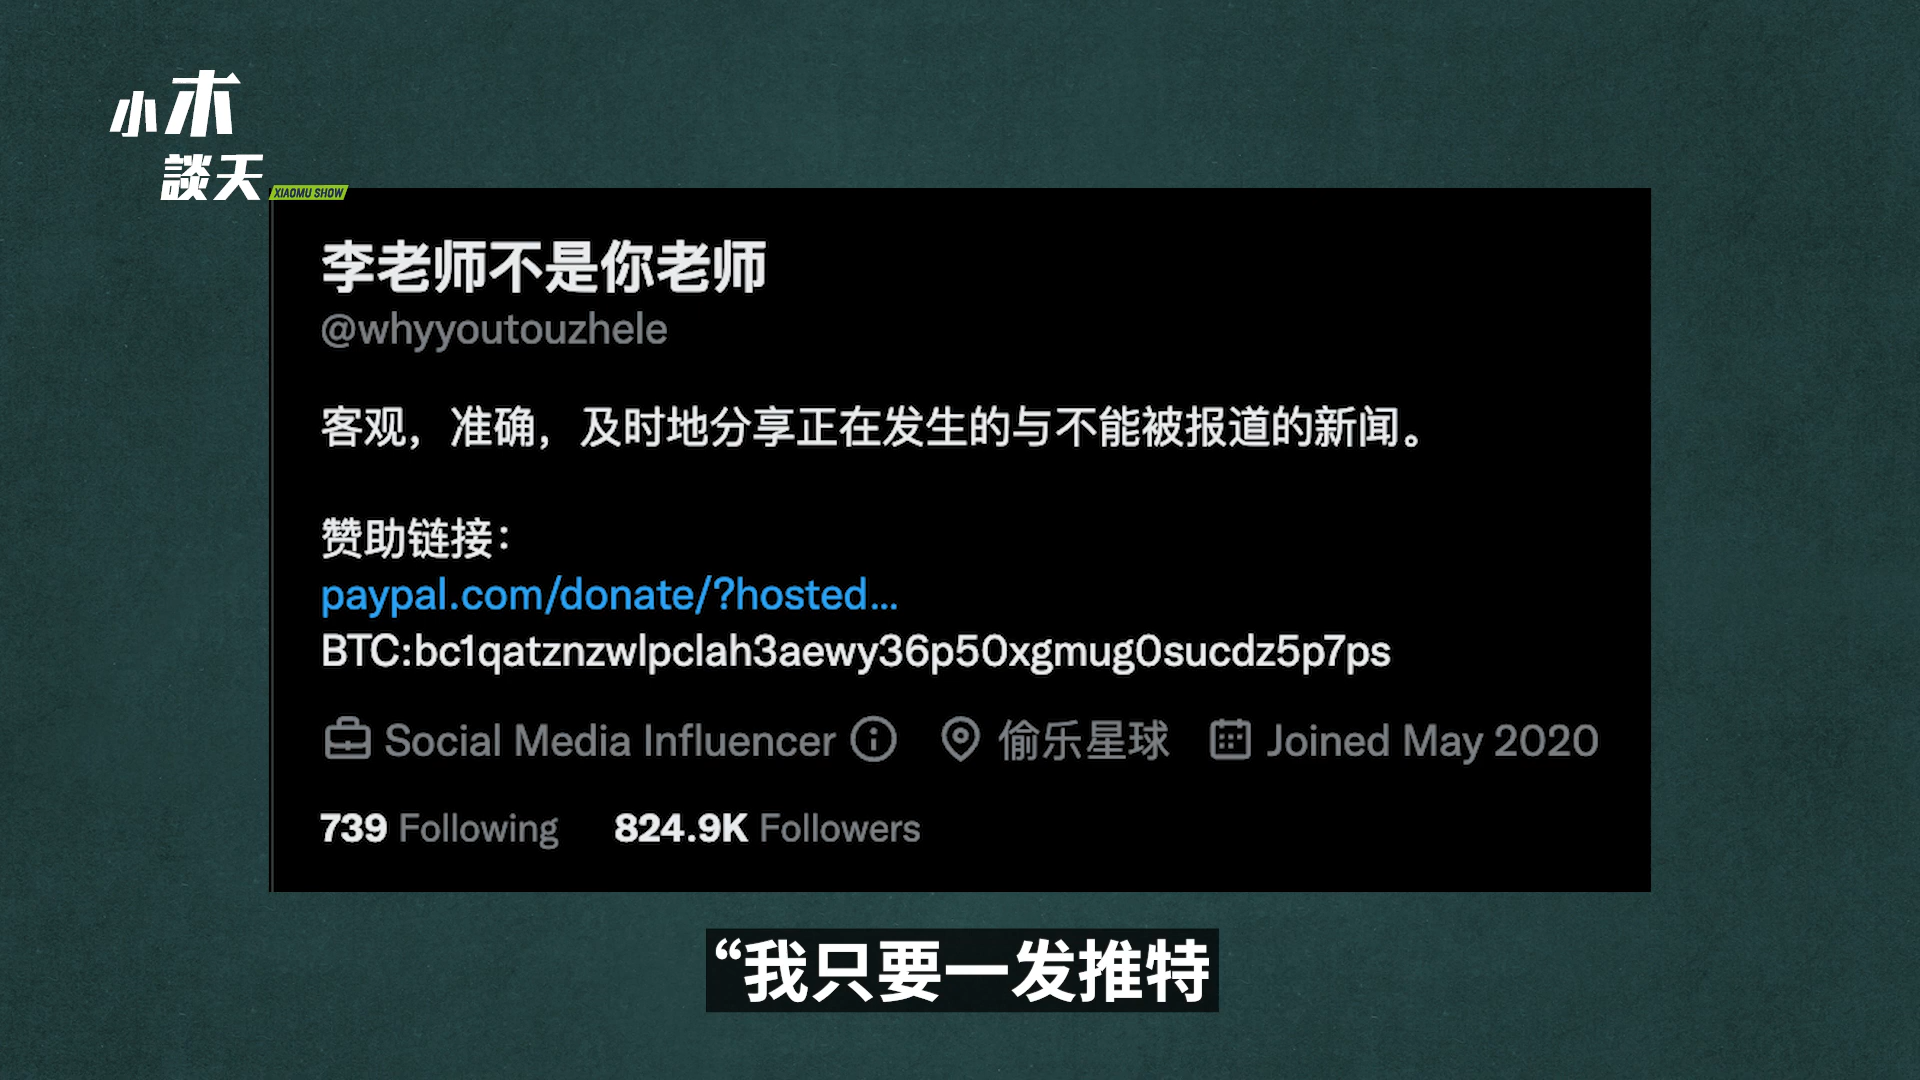 小木
談天
XIAOMU SHOW
李老师不是你老师
@whyyoutouzhele
客观，准确，及时地分享正在发生的与不能被报道的新闻。
赞助链接：
paypal.com/donate/?hosted...
BTC:bc1qatznzwlpclah3aewy36p50xgmug0sucdz5p7ps
Social Media Influencer 偷乐星球 Joined May 2020
739 Following 824.9K Followers
“我只要一发推特